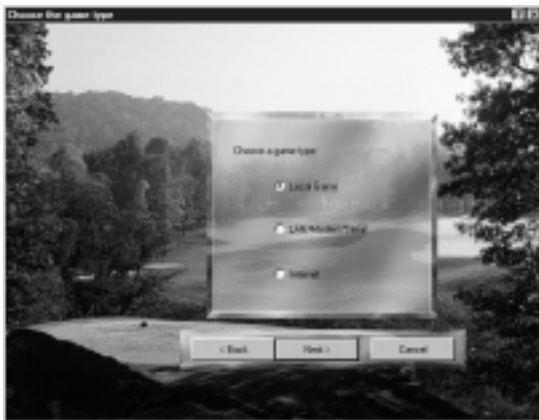 Choose the game type
Choose a game type
Local Game
LAN/Modem/Serial
Internet
< Back
Next >
Cancel